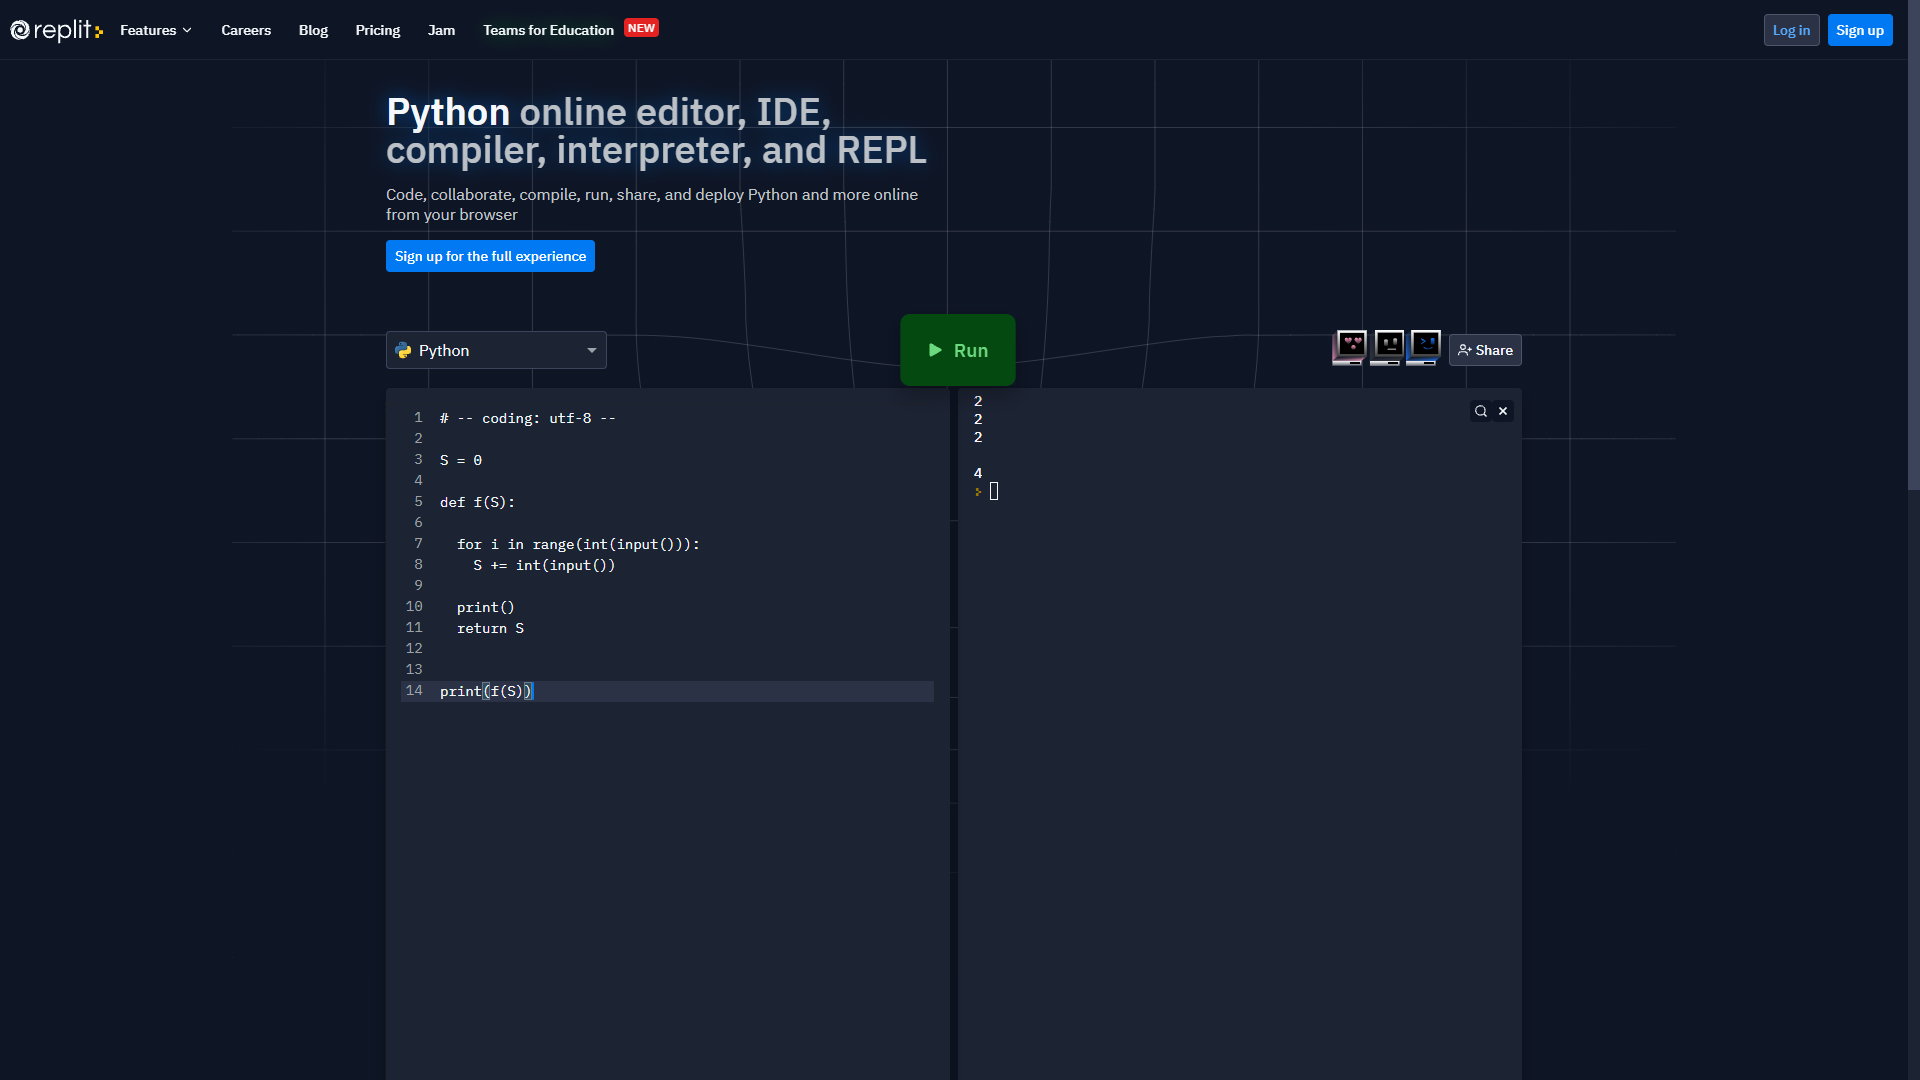 replit
Features
Careers
Blog
Pricing
Jam
Teams for Education
NEW
Log in
Sign up
Python online editor, IDE,
compiler, interpreter, and REPL
Code, collaborate, compile, run, share, and deploy Python and more online
from your browser
Sign up for the full experience
Python
Run
Share
1 # -- coding: utf-8 --
2
3 S = 0
4
5 def f(S):
6
7 for i in range(int(input())):
8 S += int(input())
9
10 print()
11 return S
12
13
14 print(f(S))
2
2
2
4